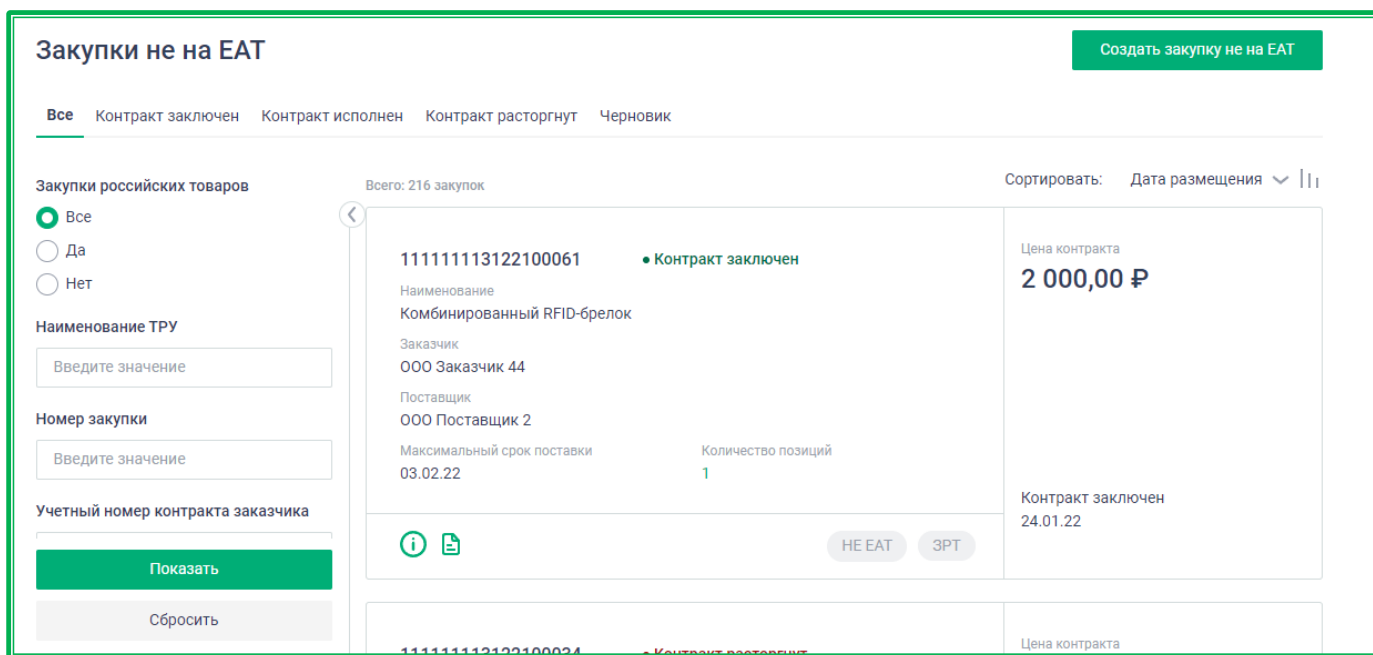 Закупки не на ЕАТ
Создать закупку не на ЕАТ
Все Контракт заключен Контракт исполнен Контракт расторгнут Черновик
Закупки российских товаров
Все
Да
Нет
Наименование ТРУ
Введите значение
Номер закупки
Введите значение
Учетный номер контракта заказчика
Показать
Сбросить
Всего: 216 закупок
Сортировать: Дата размещения
111111113122100061 • Контракт заключен
Наименование
Комбинированный RFID-брелок
Заказчик
ООО Заказчик 44
Поставщик
ООО Поставщик 2
Максимальный срок поставки Количество позиций
03.02.22 1
НЕ ЕАТ ЗРТ
Цена контракта
2 000,00 ₽
Контракт заключен
24.01.22
111111113122100034 • Контракт расторгнут
Цена контракта